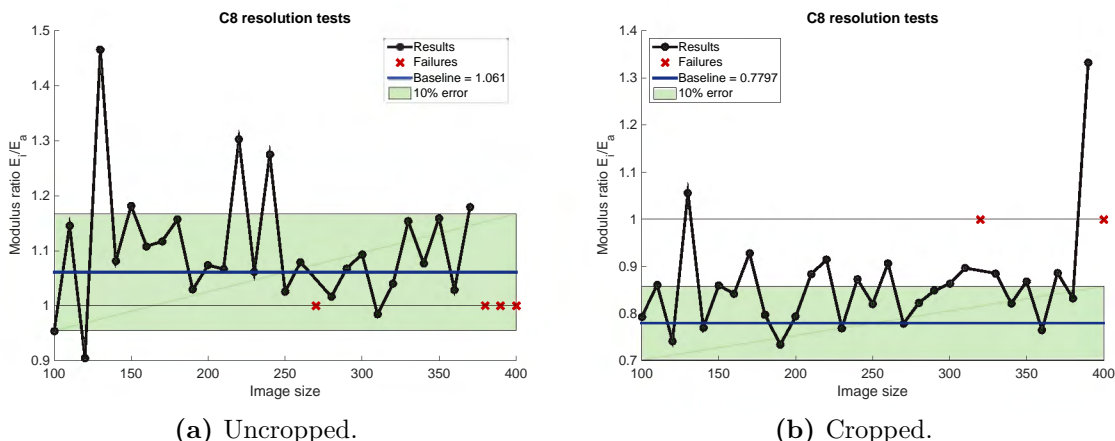 C8 resolution tests
1.5
1.4
1.3
1.2
1.1
1
0.9
Modulus ratio E_i/E_a
Results
Failures
Baseline = 1.061
10% error
100 150 200 250 300 350 400
Image size
(a) Uncropped.
C8 resolution tests
1.4
1.3
1.2
1.1
1
0.9
0.8
0.7
Modulus ratio E_i/E_a
Results
Failures
Baseline = 0.7797
10% error
100 150 200 250 300 350 400
Image size
(b) Cropped.